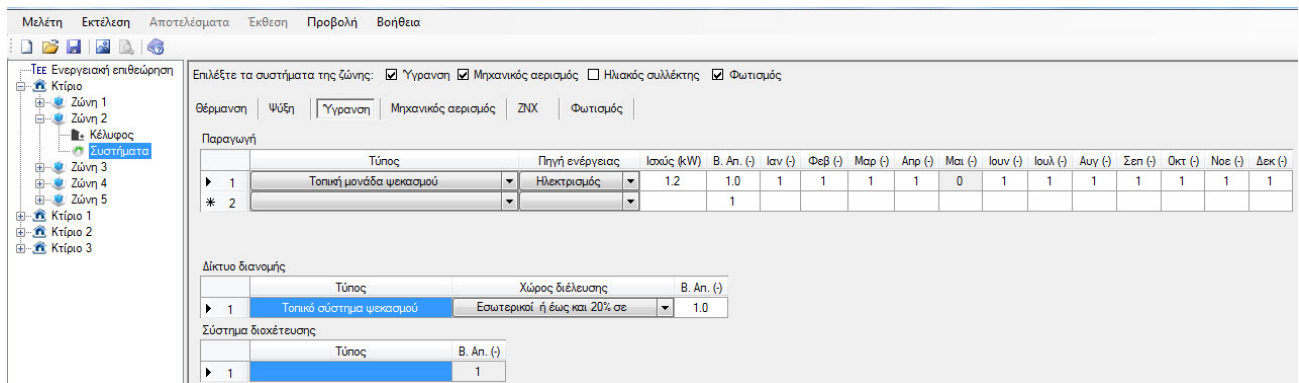 Μελέτη Εκτέλεση Αποτελέσματα Έκθεση Προβολή Βοήθεια
ΤΕΕ Ενεργειακή επιθεώρηση
Κτίριο
Ζώνη 1
Ζώνη 2
Κέλυφος
Συστήματα
Ζώνη 3
Ζώνη 4
Ζώνη 5
Κτίριο 1
Κτίριο 2
Κτίριο 3
Επιλέξτε τα συστήματα της ζώνης: Ύγρανση Μηχανικός αερισμός Ηλιακός συλλέκτης Φωτισμός
Θέρμανση Ψύξη Ύγρανση Μηχανικός αερισμός ΖΝΧ Φωτισμός
Παραγωγή
Τύπος Πηγή ενέργειας Ισχύς (kW) Β. Απ. (-) Ιαν (-) Φεβ (-) Μαρ (-) Απρ (-) Μαι (-) Ιουν (-) Ιουλ (-) Αυγ (-) Σεπ (-) Οκτ (-) Νοε (-) Δεκ (-)
1 Τοπική μονάδα ψεκασμού Ηλεκτρισμός 1.2 1.0 1 1 1 1 0 1 1 1 1 1 1 1
2 1
Δίκτυο διανομής
Τύπος Χώρος διέλευσης Β. Απ. (-)
1 Τοπικό σύστημα ψεκασμού Εσωτερικοί ή έως και 20% σε 1.0
Σύστημα διοχέτευσης
Τύπος Β. Απ. (-)
1 1